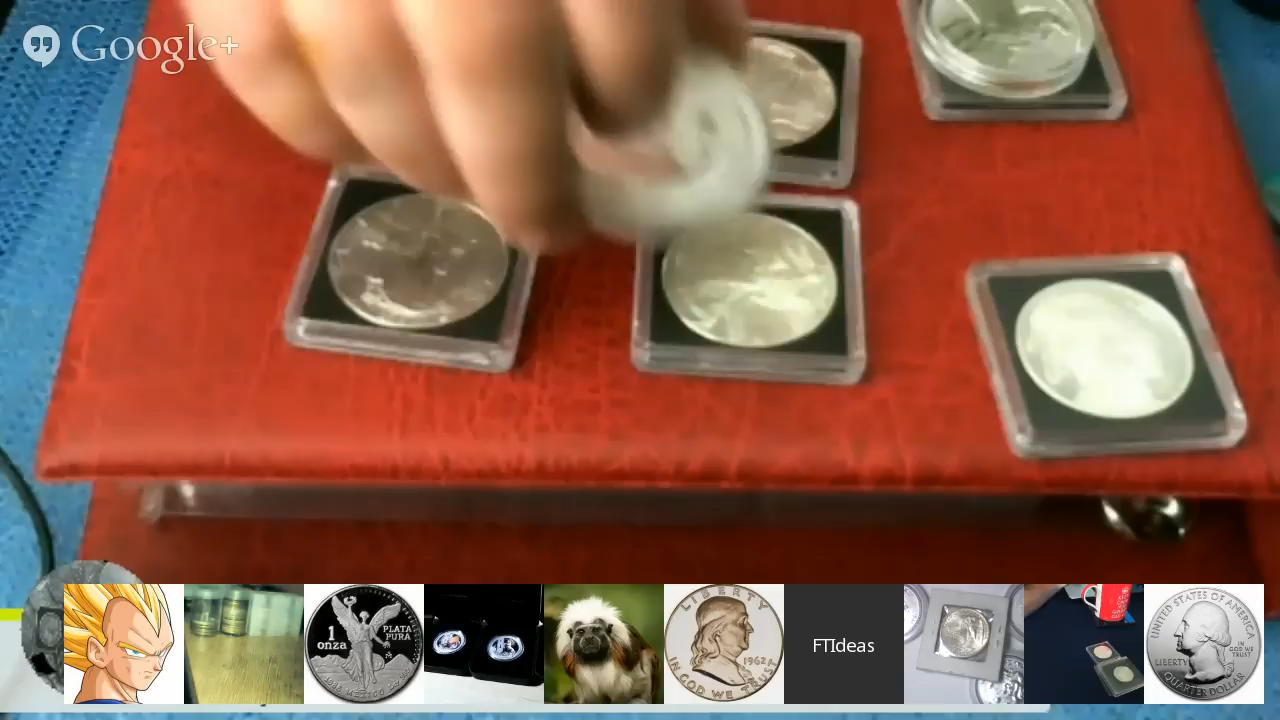 Google+
1
onza
PLATA
PURA
LIBERTY
1962
IN GOD WE TRUST
FTIdeas
UNITED STATES OF AMERICA
LIBERTY
IN
GOD WE
TRUST
QUARTER DOLLAR